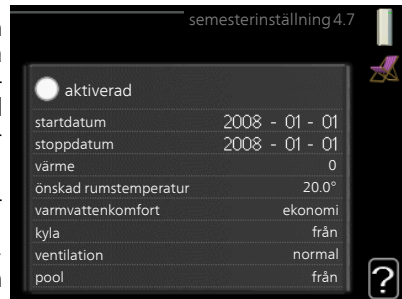 semesterinställning 4.7
aktiverad
startdatum 2008 - 01 - 01
stoppdatum 2008 - 01 - 01
värme 0
önskad rumstemperatur 20.0°
varmvattenkomfort ekonomi
kyla från
ventilation normal
pool från
?